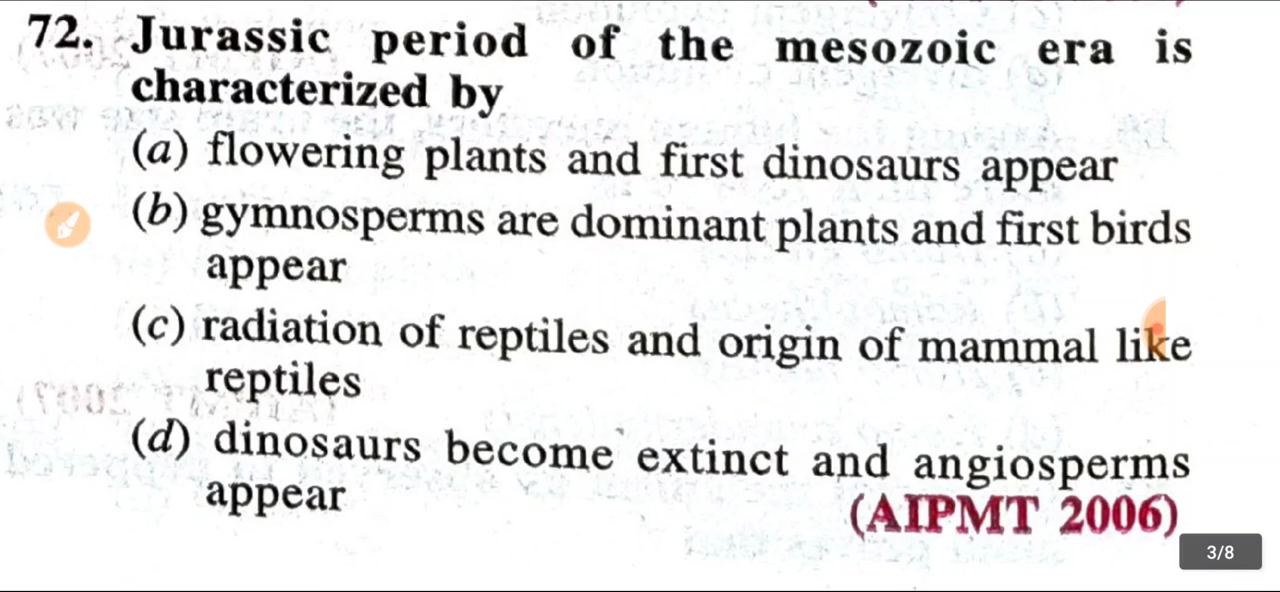 72. Jurassic period of the mesozoic era is
characterized by
(a) flowering plants and first dinosaurs appear
(b) gymnosperms are dominant plants and first birds
appear
(c) radiation of reptiles and origin of mammal like
reptiles
(d) dinosaurs become extinct and angiosperms
appear
(AIPMT 2006)
3/8